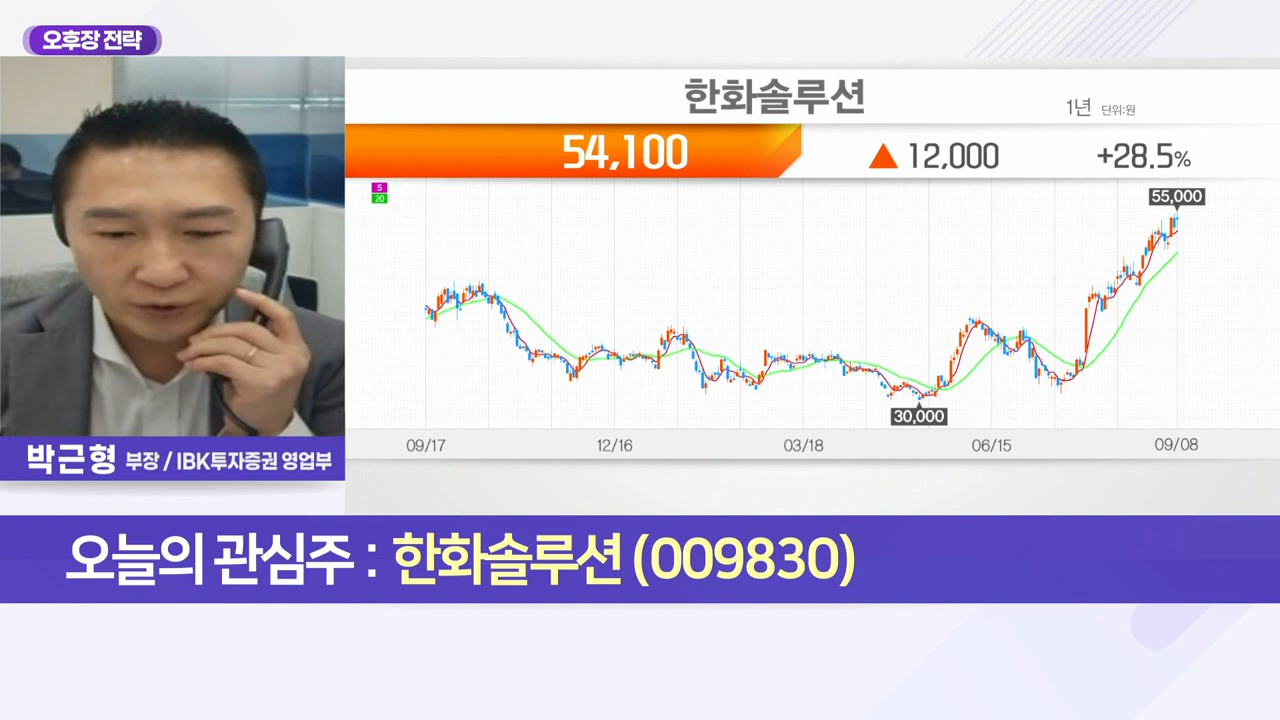 오후장 전략
한화솔루션
1년 단위:원
54,100
▲ 12,000
+28.5%
5
20
55,000
30,000
09/17
12/16
03/18
06/15
09/08
박근형 부장 / IBK투자증권 영업부
오늘의 관심주 : 한화솔루션 (009830)